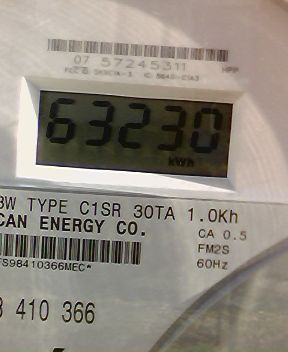 07 57245311
63230
kWh
3W TYPE C1SR 30TA 1.0Kh
CAN ENERGY CO.
CA 0.5
FM2S
60Hz
FS98410366MEC*
3 410 366